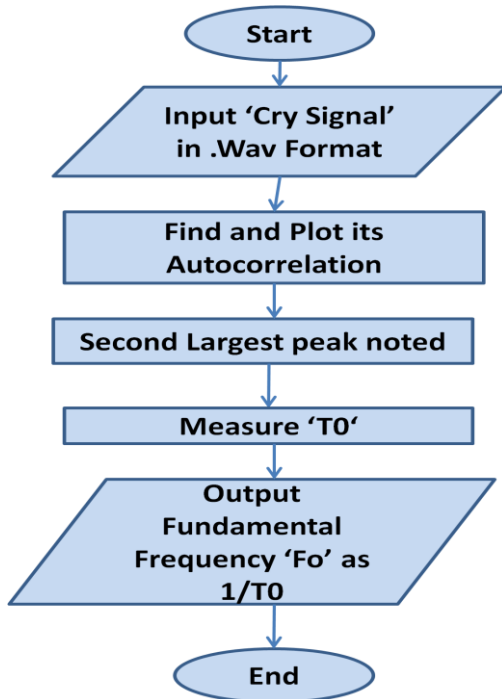 Start
Input ‘Cry Signal’
in .Wav Format
Find and Plot its
Autocorrelation
Second Largest peak noted
Measure ‘T0‘
Output
Fundamental
Frequency ‘Fo’ as
1/T0
End